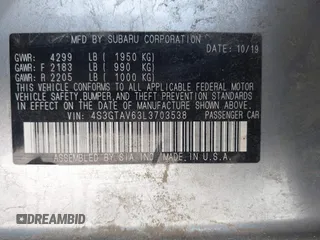 MFD BY SUBARU CORPORATION
GVWR: 4299 LB ( 1950 KG) DATE: 10/19
GAWR: F 2183 LB ( 990 KG)
GAWR: R 2205 LB ( 1000 KG)
THIS VEHICLE CONFORMS TO ALL APPLICABLE FEDERAL MOTOR
VEHICLE SAFETY, BUMPER, AND THEFT PREVENTION STANDARDS
IN EFFECT ON THE DATE OF MANUFACTURE SHOWN ABOVE.
VIN: 4S3GTAV63L3703538 PASSENGER CAR
ASSEMBLED BY SIA, INC. MADE IN U.S.A.
DREAMBID